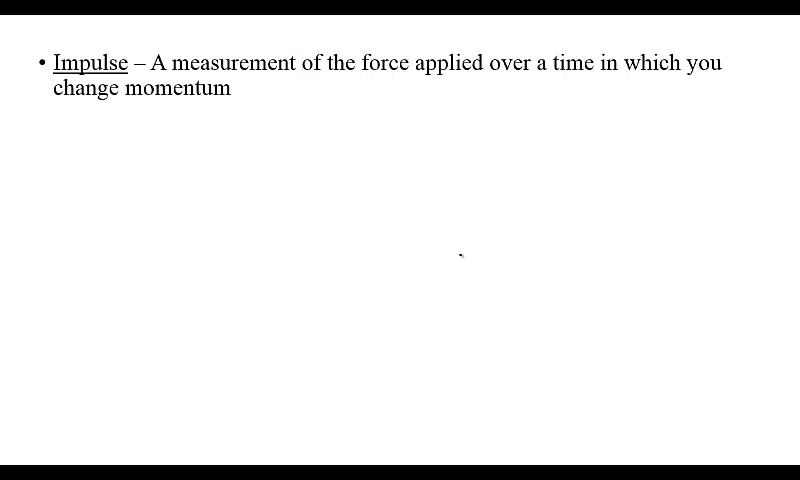 • Impulse – A measurement of the force applied over a time in which you
change momentum